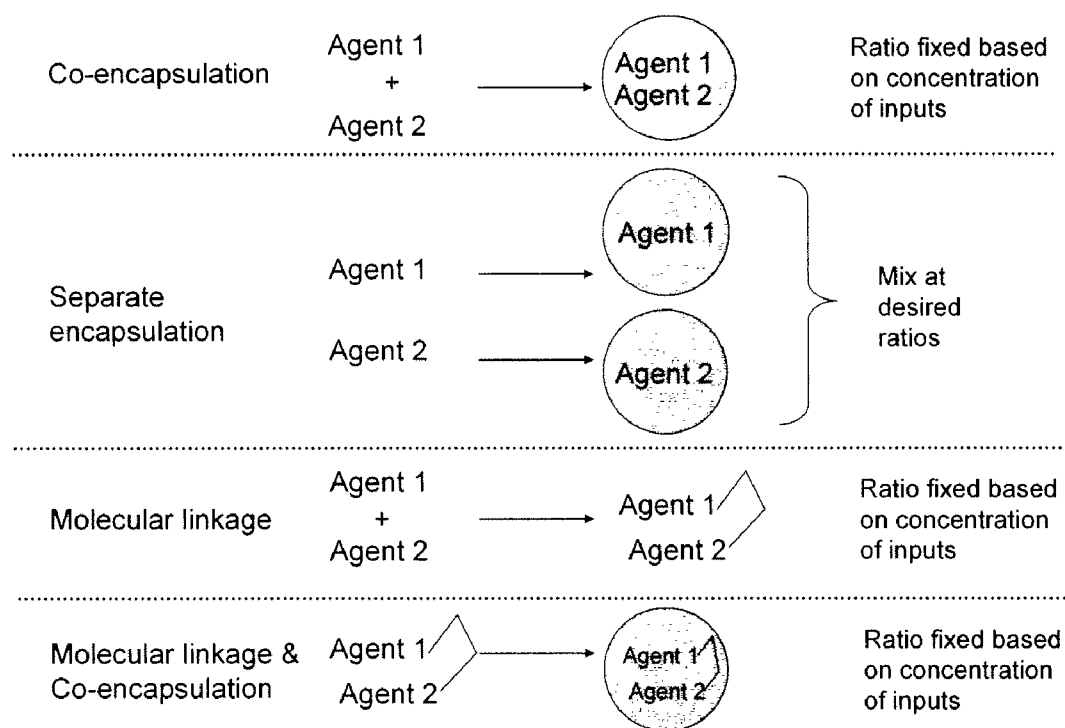 Co-encapsulation
Agent 1
+
Agent 2
Agent 1
Agent 2
Ratio fixed based
on concentration
of inputs
Separate
encapsulation
Agent 1
Agent 2
Agent 1
Agent 2
Mix at
desired
ratios
Molecular linkage
Agent 1
+
Agent 2
Agent 1
Agent 2
Ratio fixed based
on concentration
of inputs
Molecular linkage &
Co-encapsulation
Agent 1
Agent 2
Agent 1
Agent 2
Ratio fixed based
on concentration
of inputs